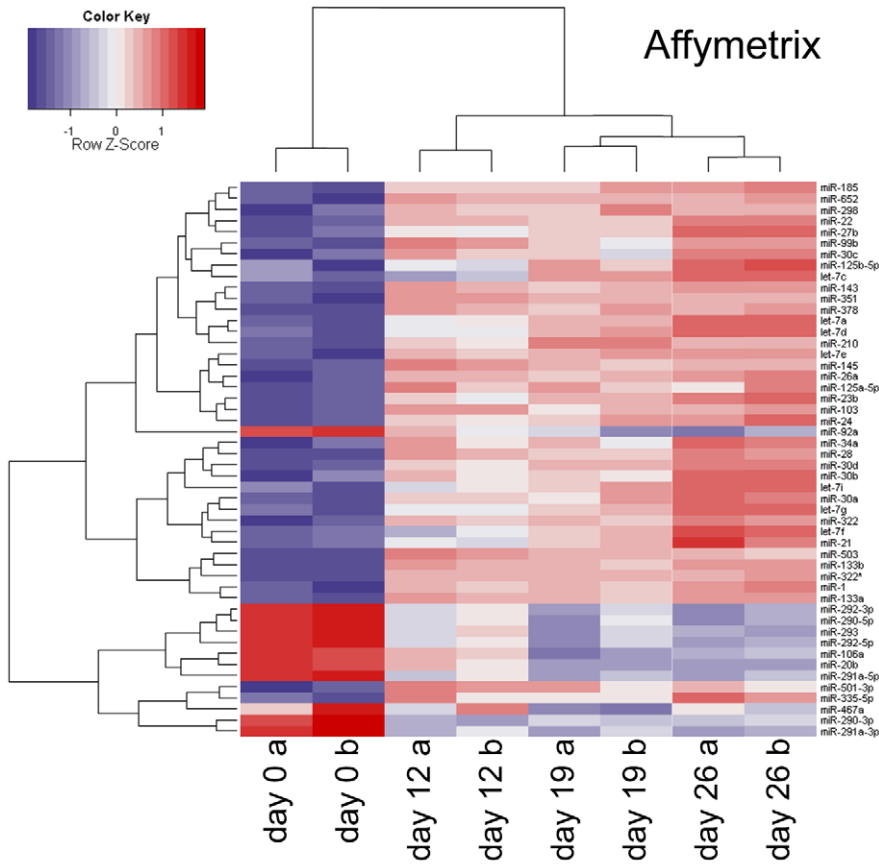 Color Key
Affymetrix
-1 0 1
Row Z-Score
miR-185
miR-652
miR-298
miR-22
miR-27b
miR-99b
miR-30c
miR-125b-5p
let-7c
miR-143
miR-351
miR-378
let-7a
let-7d
miR-210
let-7e
miR-145
miR-26a
miR-125a-5p
miR-23b
miR-103
miR-24
miR-92a
miR-34a
miR-28
miR-30d
miR-30b
let-7i
miR-30a
let-7g
miR-322
let-7f
miR-21
miR-503
miR-133b
miR-322*
miR-1
miR-133a
miR-292-3p
miR-290-5p
miR-293
miR-292-5p
miR-106a
miR-20b
miR-291a-5p
miR-501-3p
miR-335-5p
miR-467a
miR-290-3p
miR-291a-3p
day 0 a
day 0 b
day 12 a
day 12 b
day 19 a
day 19 b
day 26 a
day 26 b